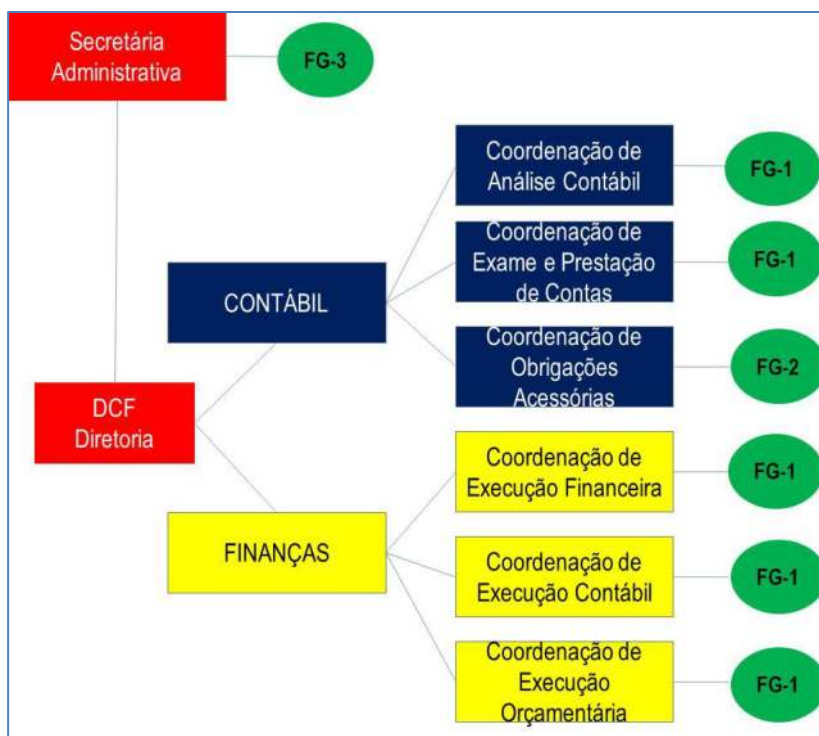 Secretária
Administrativa
FG-3
Coordenação de
Análise Contábil
FG-1
Coordenação de
Exame e Prestação
de Contas
FG-1
CONTÁBIL
Coordenação de
Obrigações
Acessórias
FG-2
DCF
Diretoria
Coordenação de
Execução Financeira
FG-1
FINANÇAS
Coordenação de
Execução Contábil
FG-1
Coordenação de
Execução
Orçamentária
FG-1